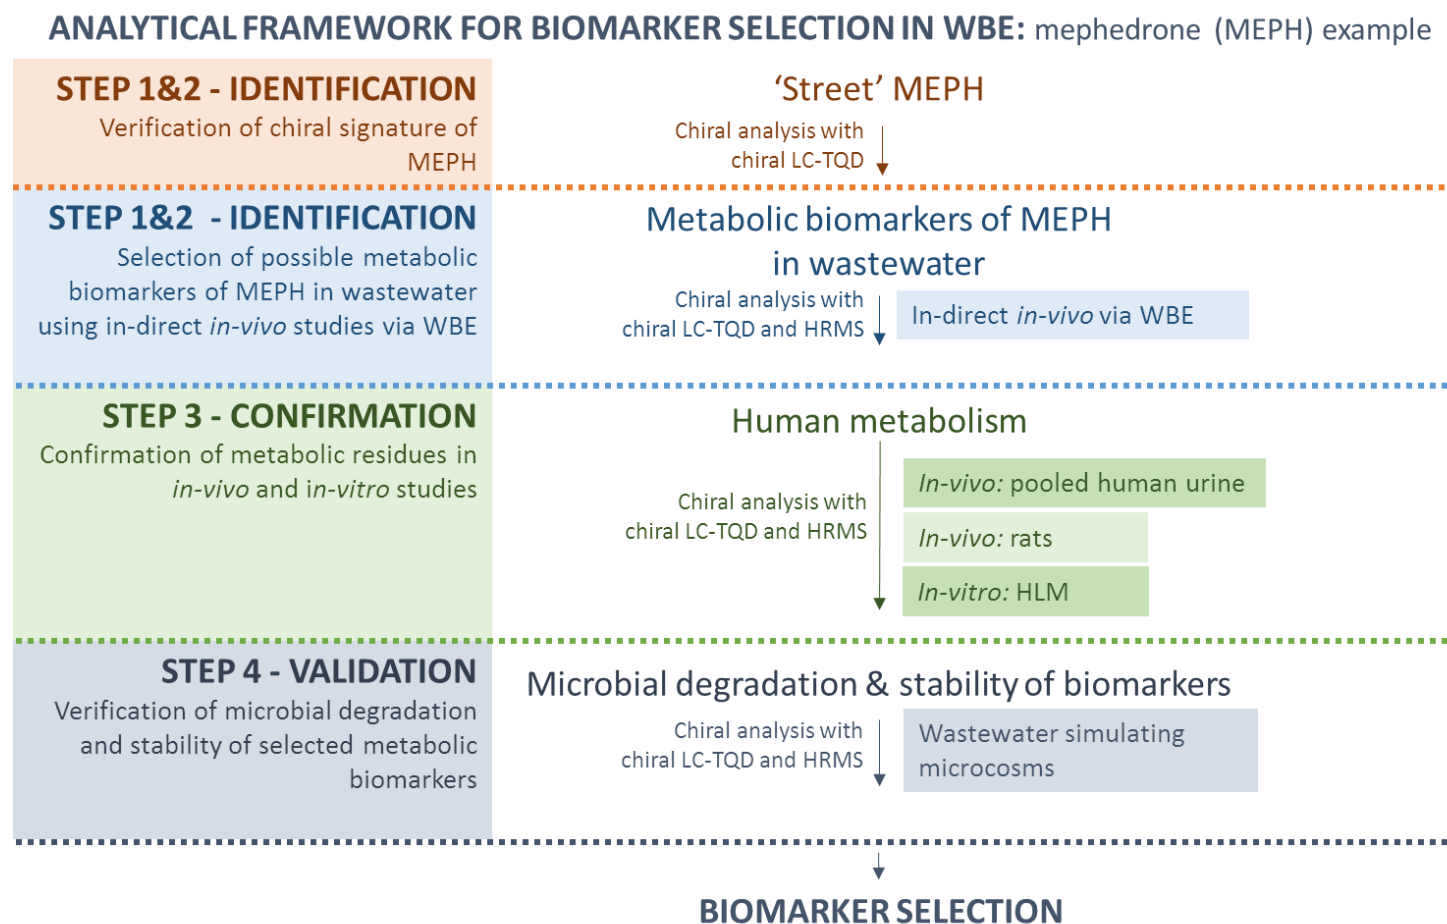 ANALYTICAL FRAMEWORK FOR BIOMARKER SELECTION IN WBE: mephedrone (MEPH) example
STEP 1&2 - IDENTIFICATION
Verification of chiral signature of
MEPH
'Street' MEPH
Chiral analysis with
chiral LC-TQD
STEP 1&2 - IDENTIFICATION
Selection of possible metabolic
biomarkers of MEPH in wastewater
using in-direct in-vivo studies via WBE
Metabolic biomarkers of MEPH
in wastewater
Chiral analysis with
chiral LC-TQD and HRMS
In-direct in-vivo via WBE
STEP 3 - CONFIRMATION
Confirmation of metabolic residues in
in-vivo and in-vitro studies
Human metabolism
Chiral analysis with
chiral LC-TQD and HRMS
In-vivo: pooled human urine
In-vivo: rats
In-vitro: HLM
STEP 4 - VALIDATION
Verification of microbial degradation
and stability of selected metabolic
biomarkers
Microbial degradation & stability of biomarkers
Chiral analysis with
chiral LC-TQD and HRMS
Wastewater simulating
microcosms
BIOMARKER SELECTION